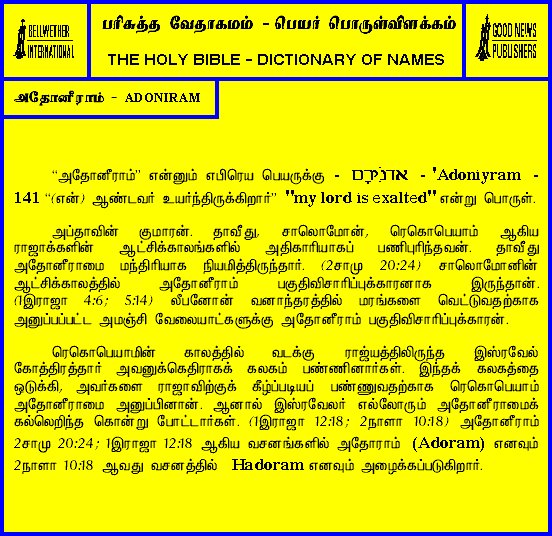 BELLWETHER
INTERNATIONAL
பரிசுத்த வேதாகமம் - பெயர் பொருள்விளக்கம்
THE HOLY BIBLE - DICTIONARY OF NAMES
GOOD NEWS
PUBLISHERS
அதோனீராம் - ADONIRAM
“அதோனீராம்” என்னும் எபிரெய பெயருக்கு - - 'Adoniyram -
141 “(என்) ஆண்டவர் உயர்ந்திருக்கிறார்” "my lord is exalted" என்று பொருள்.
அப்தாவின் குமாரன். தாவீது, சாலொமோன், ரெகொபெயாம் ஆகிய
ராஜாக்களின் ஆட்சிக்காலங்களில் அதிகாரியாகப் பணிபுரிந்தவன். தாவீது
அதோனீராமை மந்திரியாக நியமித்திருந்தார். (2சாமு 20:24) சாலொமோனின்
ஆட்சிக்காலத்தில் அதோனீராம் பகுதிவிசாரிப்புக்காரனாக இருந்தான்.
(1இராஜா 4:6; 5:14) லீபனோன் வனாந்தரத்தில் மரங்களை வெட்டுவதற்காக
அனுப்பப்பட்ட அமஞ்சி வேலையாட்களுக்கு அதோனீராம் பகுதிவிசாரிப்புக்காரன்.
ரெகொபெயாமின் காலத்தில் வடக்கு ராஜ்யத்திலிருந்த இஸ்ரவேல்
கோத்திரத்தார் அவனுக்கெதிராகக் கலகம் பண்ணினார்கள். இந்தக் கலகத்தை
ஒடுக்கி, அவர்களை ராஜாவிற்குக் கீழ்ப்படியப் பண்ணுவதற்காக ரெகொபெயாம்
அதோனீராமை அனுப்பினான். ஆனால் இஸ்ரவேலர் எல்லோரும் அதோனீராமைக்
கல்லெறிந்து கொன்று போட்டார்கள். (1இராஜா 12:18; 2நாளா 10:18) அதோனீராம்
2சாமு 20:24; 1இராஜா 12:18 ஆகிய வசனங்களில் அதோராம் (Adoram) எனவும்
2நாளா 10:18 ஆவது வசனத்தில் Hadoram எனவும் அழைக்கப்படுகிறார்.